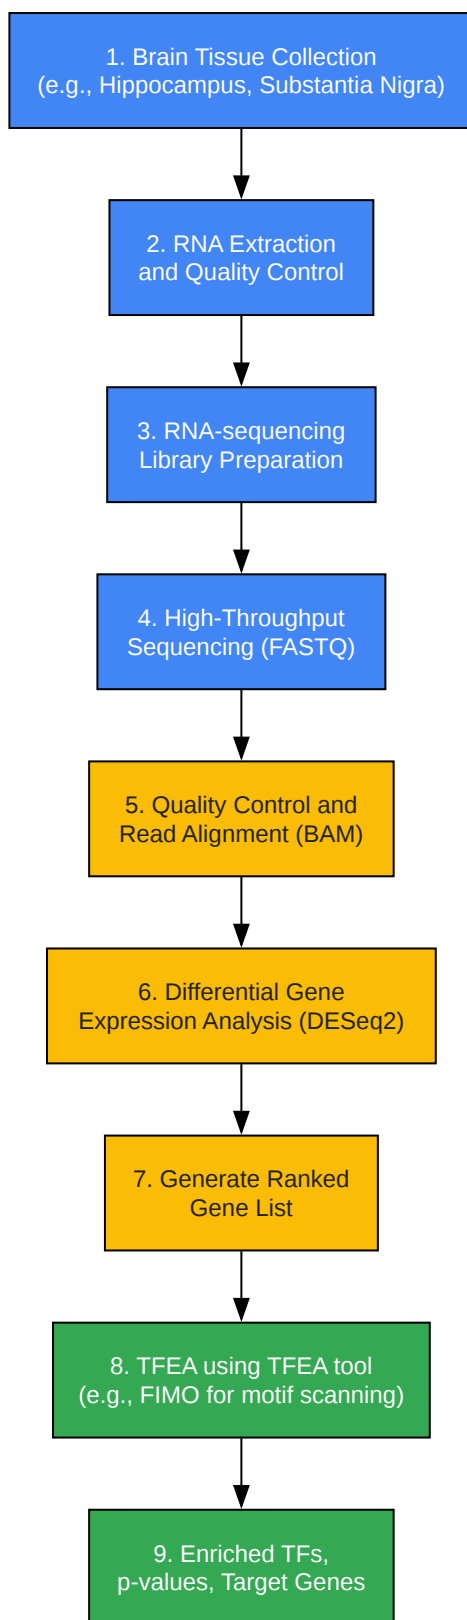 1. Brain Tissue Collection
(e.g., Hippocampus, Substantia Nigra)
2. RNA Extraction
and Quality Control
3. RNA-sequencing
Library Preparation
4. High-Throughput
Sequencing (FASTQ)
5. Quality Control and
Read Alignment (BAM)
6. Differential Gene
Expression Analysis (DESeq2)
7. Generate Ranked
Gene List
8. TFEA using TFEA tool
(e.g., FIMO for motif scanning)
9. Enriched TFs,
p-values, Target Genes